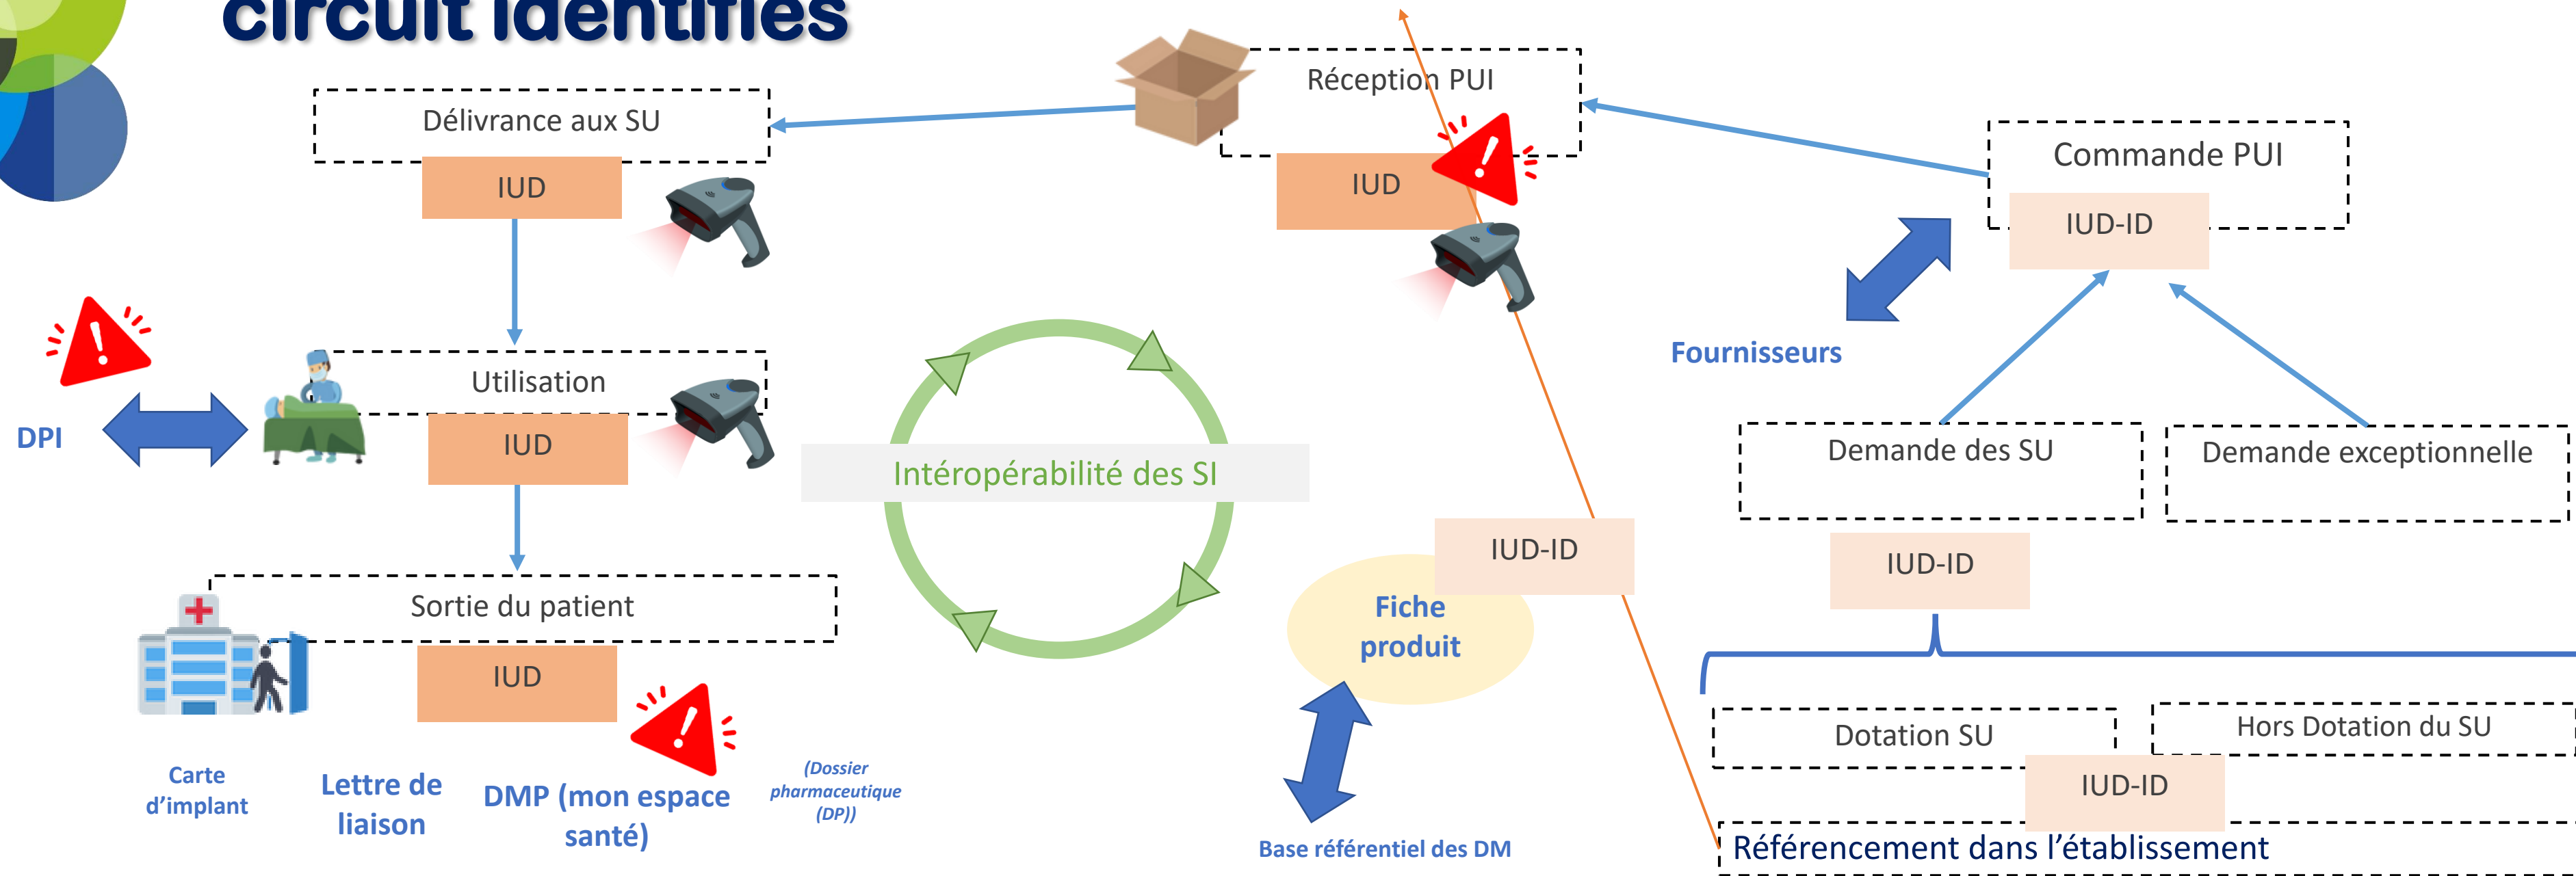 circuit identifiés
Délivrance aux SU
IUD
Réception PUI
IUD
Commande PUI
IUD-ID
Fournisseurs
Utilisation
IUD
DPI
Intéropérabilité des SI
Demande des SU
Demande exceptionnelle
IUD-ID
IUD-ID
Fiche
produit
Sortie du patient
IUD
Dotation SU
Hors Dotation du SU
IUD-ID
Carte
d’implant
Lettre de
liaison
DMP (mon espace
santé)
(Dossier
pharmaceutique
(DP))
Base référentiel des DM
Référencement dans l’établissement